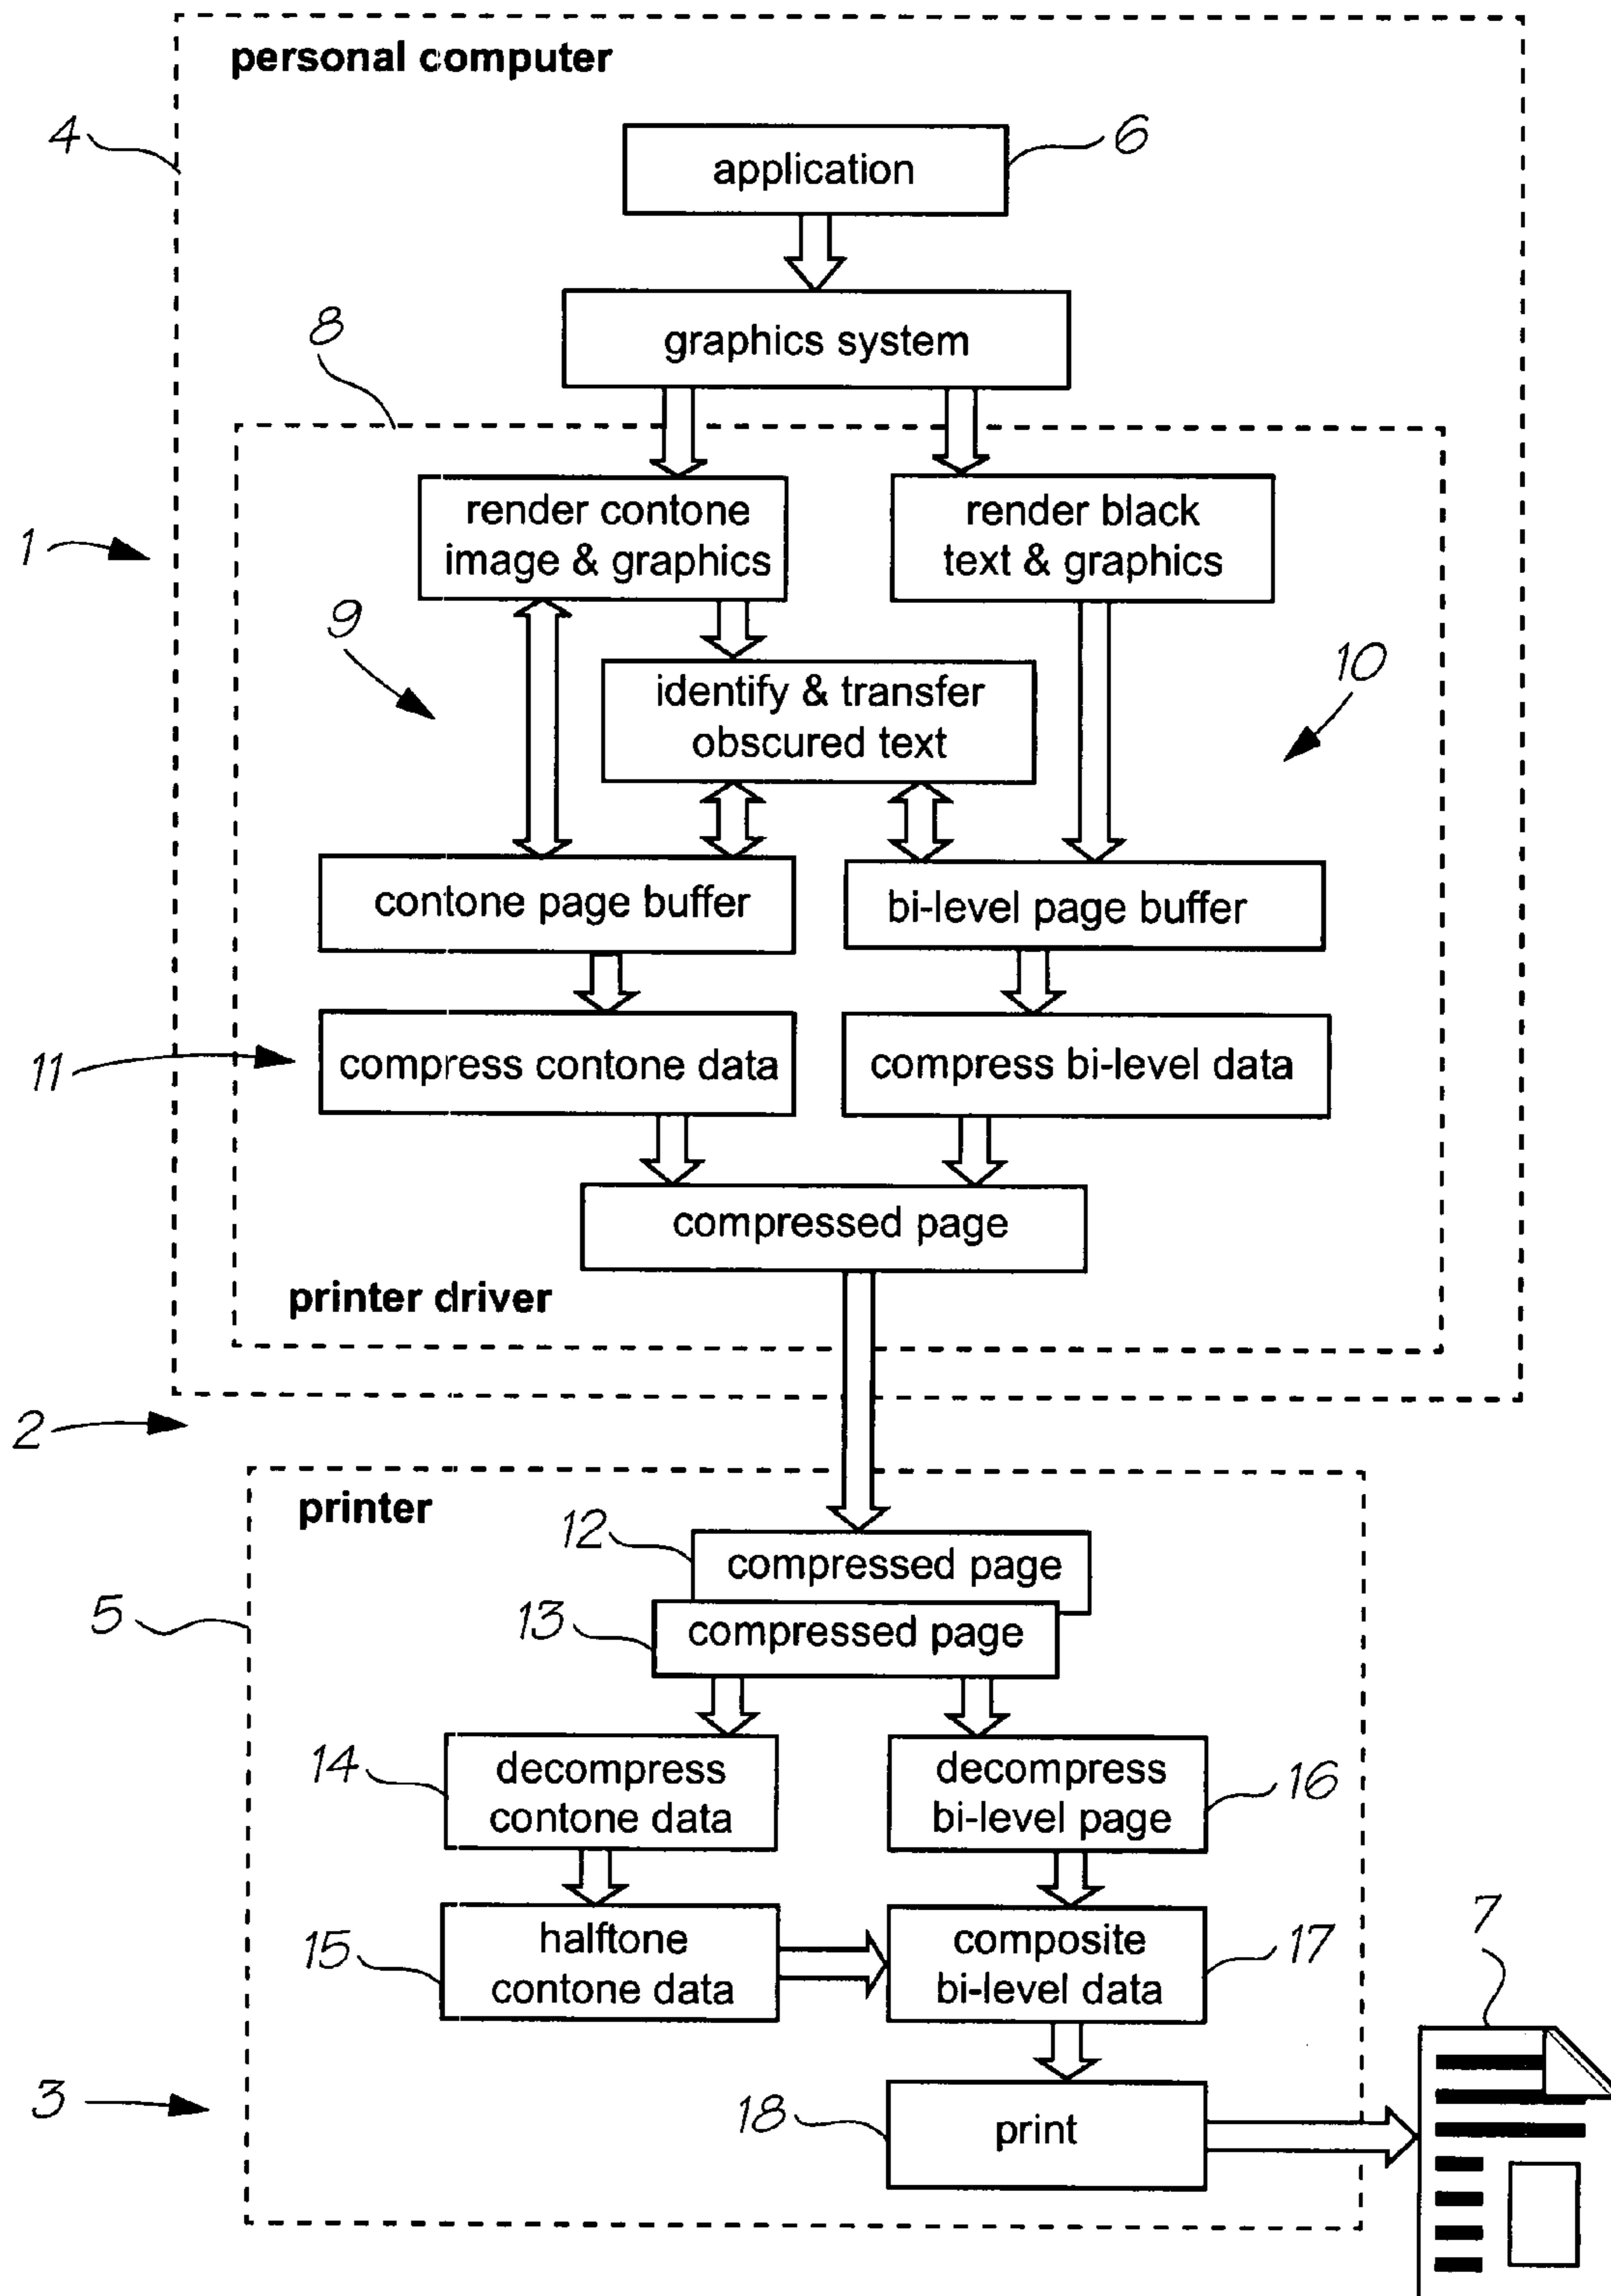 personal computer
4
application
6
graphics system
8
render contone
image & graphics
render black
text & graphics
1
9
identify & transfer
obscured text
10
contone page buffer
bi-level page buffer
11
compress contone data
compress bi-level data
compressed page
printer driver
2
printer
12
compressed page
5
13
compressed page
14
decompress
contone data
decompress
bi-level page
16
15
halftone
contone data
composite
bi-level data
17
7
3
18
print